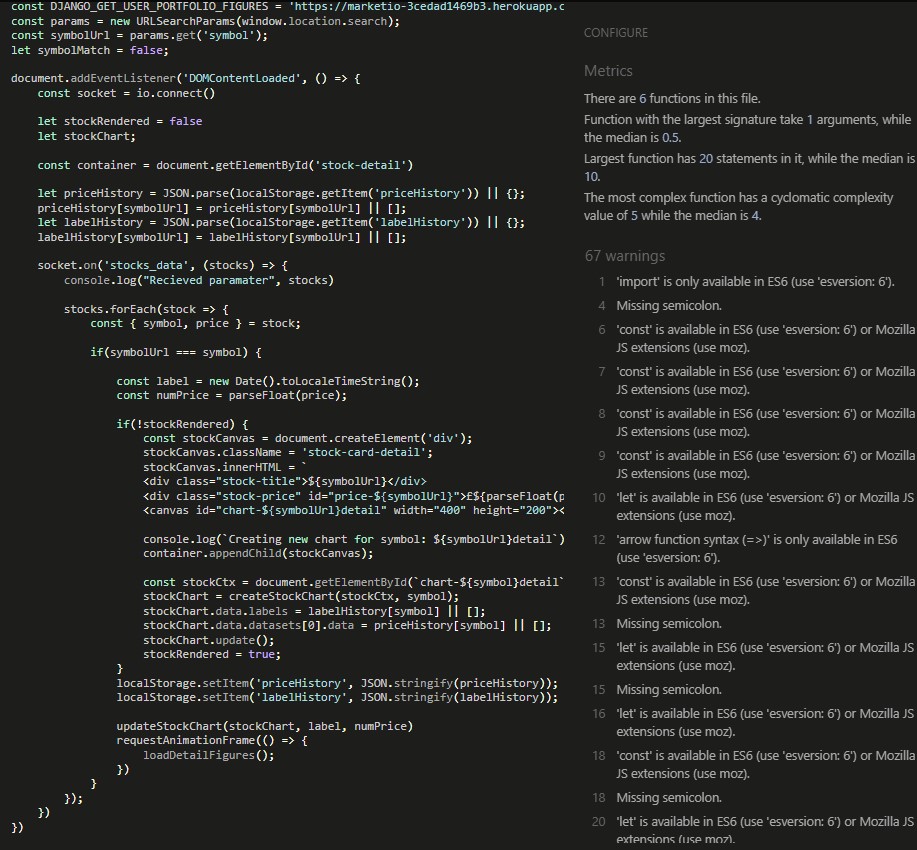 const DJANGO_GET_USER_PORTFOLIO_FIGURES = 'https://marketio-3cedad1469b3.herokuapp.c
const params = new URLSearchParams(window.location.search);
const symbolUrl = params.get('symbol');
let symbolMatch = false;
document.addEventListener('DOMContentLoaded', () => {
const socket = io.connect()
let stockRendered = false
let stockChart;
const container = document.getElementById('stock-detail')
let priceHistory = JSON.parse(localStorage.getItem('priceHistory')) || {};
priceHistory[symbolUrl] = priceHistory[symbolUrl] || [];
let labelHistory = JSON.parse(localStorage.getItem('labelHistory')) || {};
labelHistory[symbolUrl] = labelHistory[symbolUrl] || [];
socket.on('stocks_data', (stocks) => {
console.log("Recieved paramater", stocks)
stocks.forEach(stock => {
const { symbol, price } = stock;
if(symbolUrl === symbol) {
const label = new Date().toLocaleTimeString();
const numPrice = parseFloat(price);
if(!stockRendered) {
const stockCanvas = document.createElement('div');
stockCanvas.className = 'stock-card-detail';
stockCanvas.innerHTML = `
<div class="stock-title">${symbolUrl}</div>
<div class="stock-price" id="price-${symbolUrl}">£${parseFloat(p
<canvas id="chart-${symbolUrl}detail" width="400" height="200"><
console.log(`Creating new chart for symbol: ${symbolUrl}detail`)
container.appendChild(stockCanvas);
const stockCtx = document.getElementById(`chart-${symbol}detail`
stockChart = createStockChart(stockCtx, symbol);
stockChart.data.labels = labelHistory[symbol] || [];
stockChart.data.datasets[0].data = priceHistory[symbol] || [];
stockChart.update();
stockRendered = true;
}
localStorage.setItem('priceHistory', JSON.stringify(priceHistory));
localStorage.setItem('labelHistory', JSON.stringify(labelHistory));
updateStockChart(stockChart, label, numPrice)
requestAnimationFrame(() => {
loadDetailFigures();
})
}
});
})
})
CONFIGURE
Metrics
There are 6 functions in this file.
Function with the largest signature take 1 arguments, while
the median is 0.5.
Largest function has 20 statements in it, while the median is
10.
The most complex function has a cyclomatic complexity
value of 5 while the median is 4.
67 warnings
1 'import' is only available in ES6 (use 'esversion: 6').
4 Missing semicolon.
6 'const' is available in ES6 (use 'esversion: 6') or Mozilla
JS extensions (use moz).
7 'const' is available in ES6 (use 'esversion: 6') or Mozilla
JS extensions (use moz).
8 'const' is available in ES6 (use 'esversion: 6') or Mozilla
JS extensions (use moz).
9 'const' is available in ES6 (use 'esversion: 6') or Mozilla
JS extensions (use moz).
10 'let' is available in ES6 (use 'esversion: 6') or Mozilla JS
extensions (use moz).
12 'arrow function syntax (=>)' is only available in ES6
(use 'esversion: 6').
13 'const' is available in ES6 (use 'esversion: 6') or Mozilla
JS extensions (use moz).
13 Missing semicolon.
15 'let' is available in ES6 (use 'esversion: 6') or Mozilla JS
extensions (use moz).
15 Missing semicolon.
16 'let' is available in ES6 (use 'esversion: 6') or Mozilla JS
extensions (use moz).
18 'const' is available in ES6 (use 'esversion: 6') or Mozilla
JS extensions (use moz).
18 Missing semicolon.
20 'let' is available in ES6 (use 'esversion: 6') or Mozilla JS
extensions (use moz).